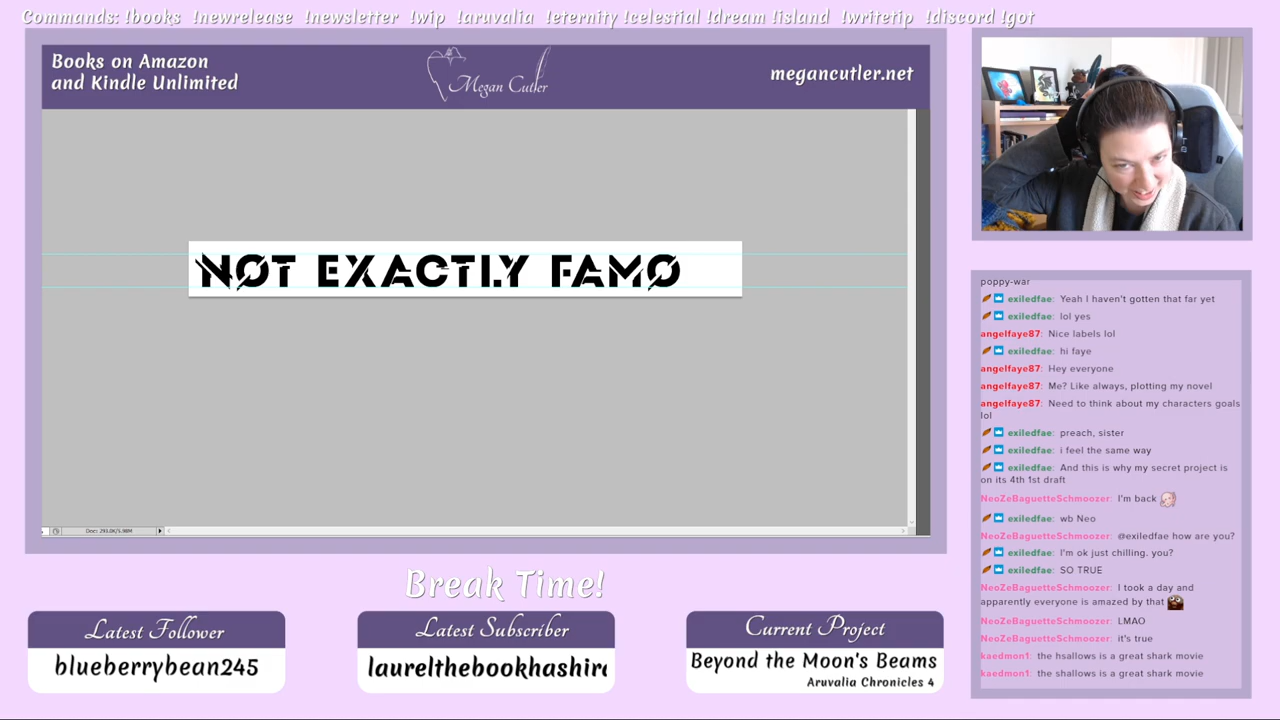 Commands: !books !newrelease !newsletter !wip !aruvalia !eternity !celestial !dream !island !writetip !discord !got
Books on Amazon
and Kindle Unlimited
Megan Cutler
megancutler.net
NOT EXACTLY FAMO
Doc: 293.0K/5.98M
Break Time!
Latest Follower
blueberrybean245
Latest Subscriber
laurelthebookhashira
Current Project
Beyond the Moon's Beams
Aruvalia Chronicles 4
poppy-war
exiledfae: Yeah I haven't gotten that far yet
exiledfae: lol yes
angelfaye87: Nice labels lol
exiledfae: hi faye
angelfaye87: Hey everyone
angelfaye87: Me? Like always, plotting my novel
angelfaye87: Need to think about my characters goals
lol
exiledfae: preach, sister
exiledfae: i feel the same way
exiledfae: And this is why my secret project is
on its 4th 1st draft
NeoZeBaguetteSchmoozer: I'm back
exiledfae: wb Neo
NeoZeBaguetteSchmoozer: @exiledfae how are you?
exiledfae: I'm ok just chilling. you?
exiledfae: SO TRUE
NeoZeBaguetteSchmoozer: I took a day and
apparently everyone is amazed by that
NeoZeBaguetteSchmoozer: LMAO
NeoZeBaguetteSchmoozer: it's true
kaedmon1: the hsallows is a great shark movie
kaedmon1: the shallows is a great shark movie